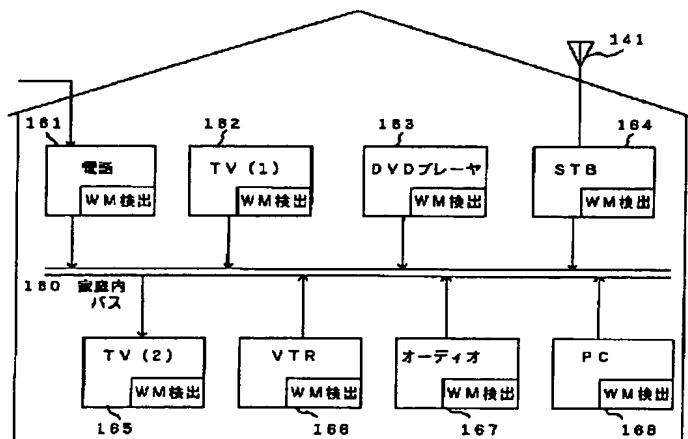 141
161
162
163
164
電話
WM検出
TV(1)
WM検出
DVDプレーヤ
WM検出
STB
WM検出
160 家庭内
バス
TV(2)
WM検出
VTR
WM検出
オーディオ
WM検出
PC
WM検出
165
166
167
168